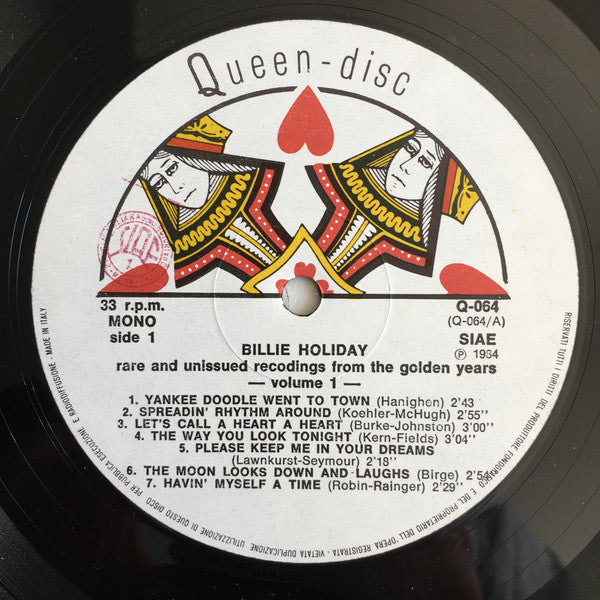 Queen-disc
33 r.p.m.
MONO
side 1
Q-064
(Q-064/A)
SIAE
Ⓟ 1984
BILLIE HOLIDAY
rare and unissued recodings from the golden years
— volume 1 —
1. YANKEE DOODLE WENT TO TOWN (Hanighen) 2'43
2. SPREADIN' RHYTHM AROUND (Koehler-McHugh) 2'55"
3. LET'S CALL A HEART A HEART (Burke-Johnston) 3'00"
4. THE WAY YOU LOOK TONIGHT (Kern-Fields) 3'04"
5. PLEASE KEEP ME IN YOUR DREAMS
(Lawnkurst-Seymour) 2'18"
6. THE MOON LOOKS DOWN AND LAUGHS (Birge) 2'54"
7. HAVIN' MYSELF A TIME (Robin-Rainger) 2'29"
RISERVATI TUTTI I DIRITTI DEL PRODUTTORE FONOGRAFICO E DEL PROPRIETARIO DELL'OPERA REGISTRATA - VIETATA DUPLICAZIONE UTILIZZAZIONE DI QUESTO DISCO PER PUBBLICA ESECUZIONE E RADIODIFFUSIONE - MADE IN ITALY